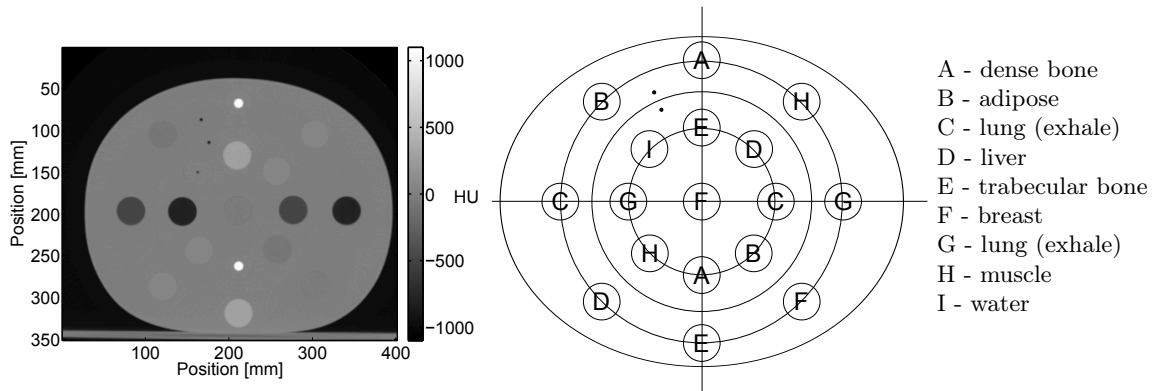 50
100
150
200
250
300
350
Position [mm]
100
200
300
400
Position [mm]
1000
500
0
−500
−1000
HU
A
B H
E
I D
C G F C G
H B
A
D F
E
A - dense bone
B - adipose
C - lung (exhale)
D - liver
E - trabecular bone
F - breast
G - lung (exhale)
H - muscle
I - water